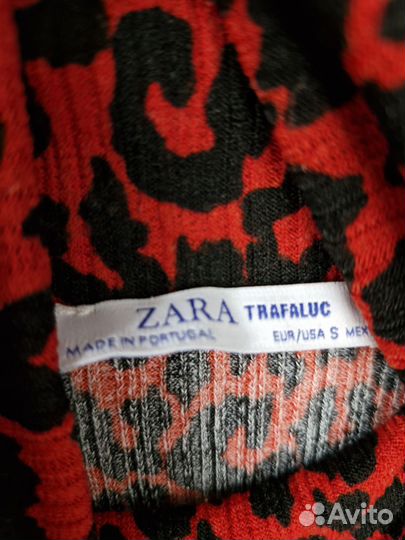 ZARA TRAFALUC
MADE IN PORTUGAL EUR/USA S MEX
Avito